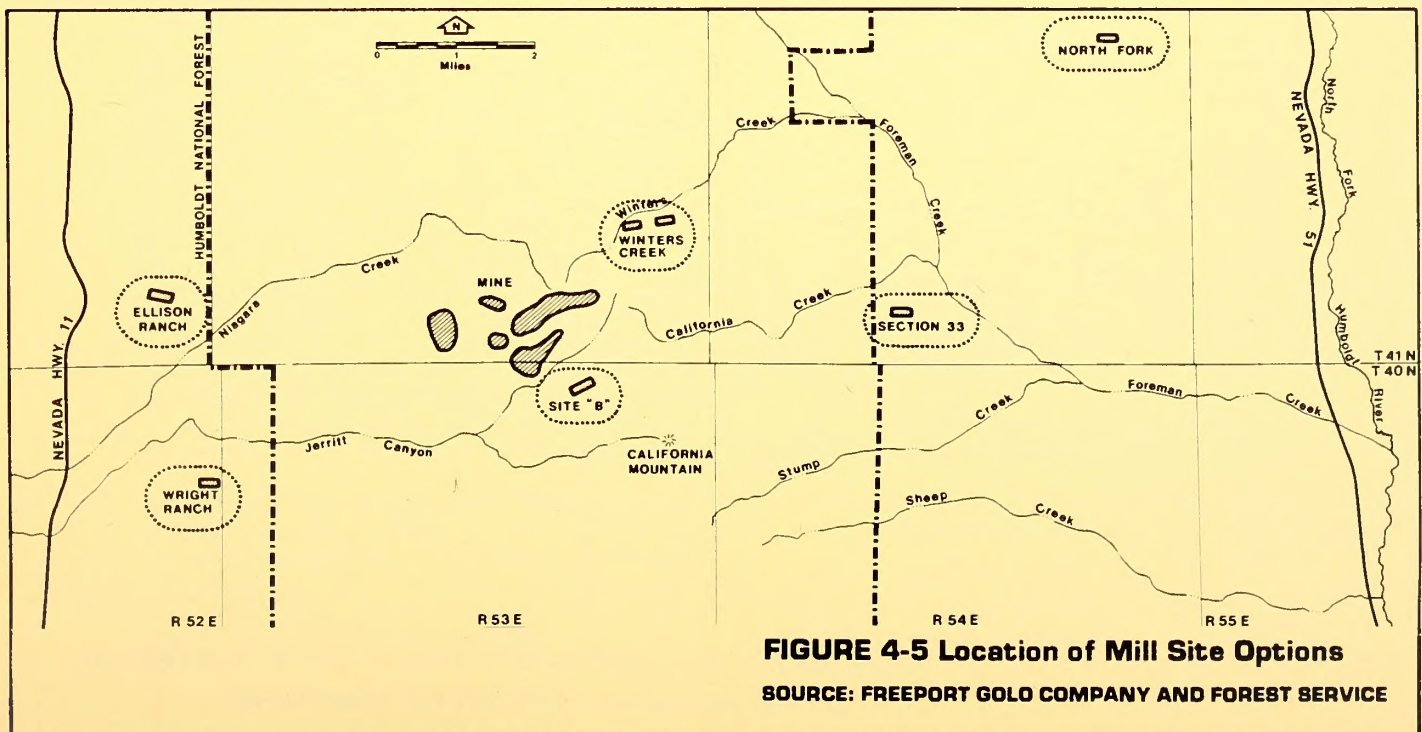 N
0 1 2
Miles
HUMBOLDT NATIONAL FOREST
NORTH FORK
North
Fork
Humboldt
River
NEVADA HWY. 51
Creek
Foreman
Creek
Winters
WINTERS
CREEK
Creek
Niagara
MINE
ELLISON
RANCH
NEVADA HWY. 11
California
Creek
SECTION 33
T 41 N
T 40 N
SITE "B"
Foreman
Creek
Creek
Stump
Jerritt Canyon
CALIFORNIA
MOUNTAIN
WRIGHT
RANCH
Sheep
Creek
R 52 E
R 53 E
R 54 E
R 55 E
FIGURE 4-5 Location of Mill Site Options
SOURCE: FREEPORT GOLO COMPANY AND FOREST SERVICE